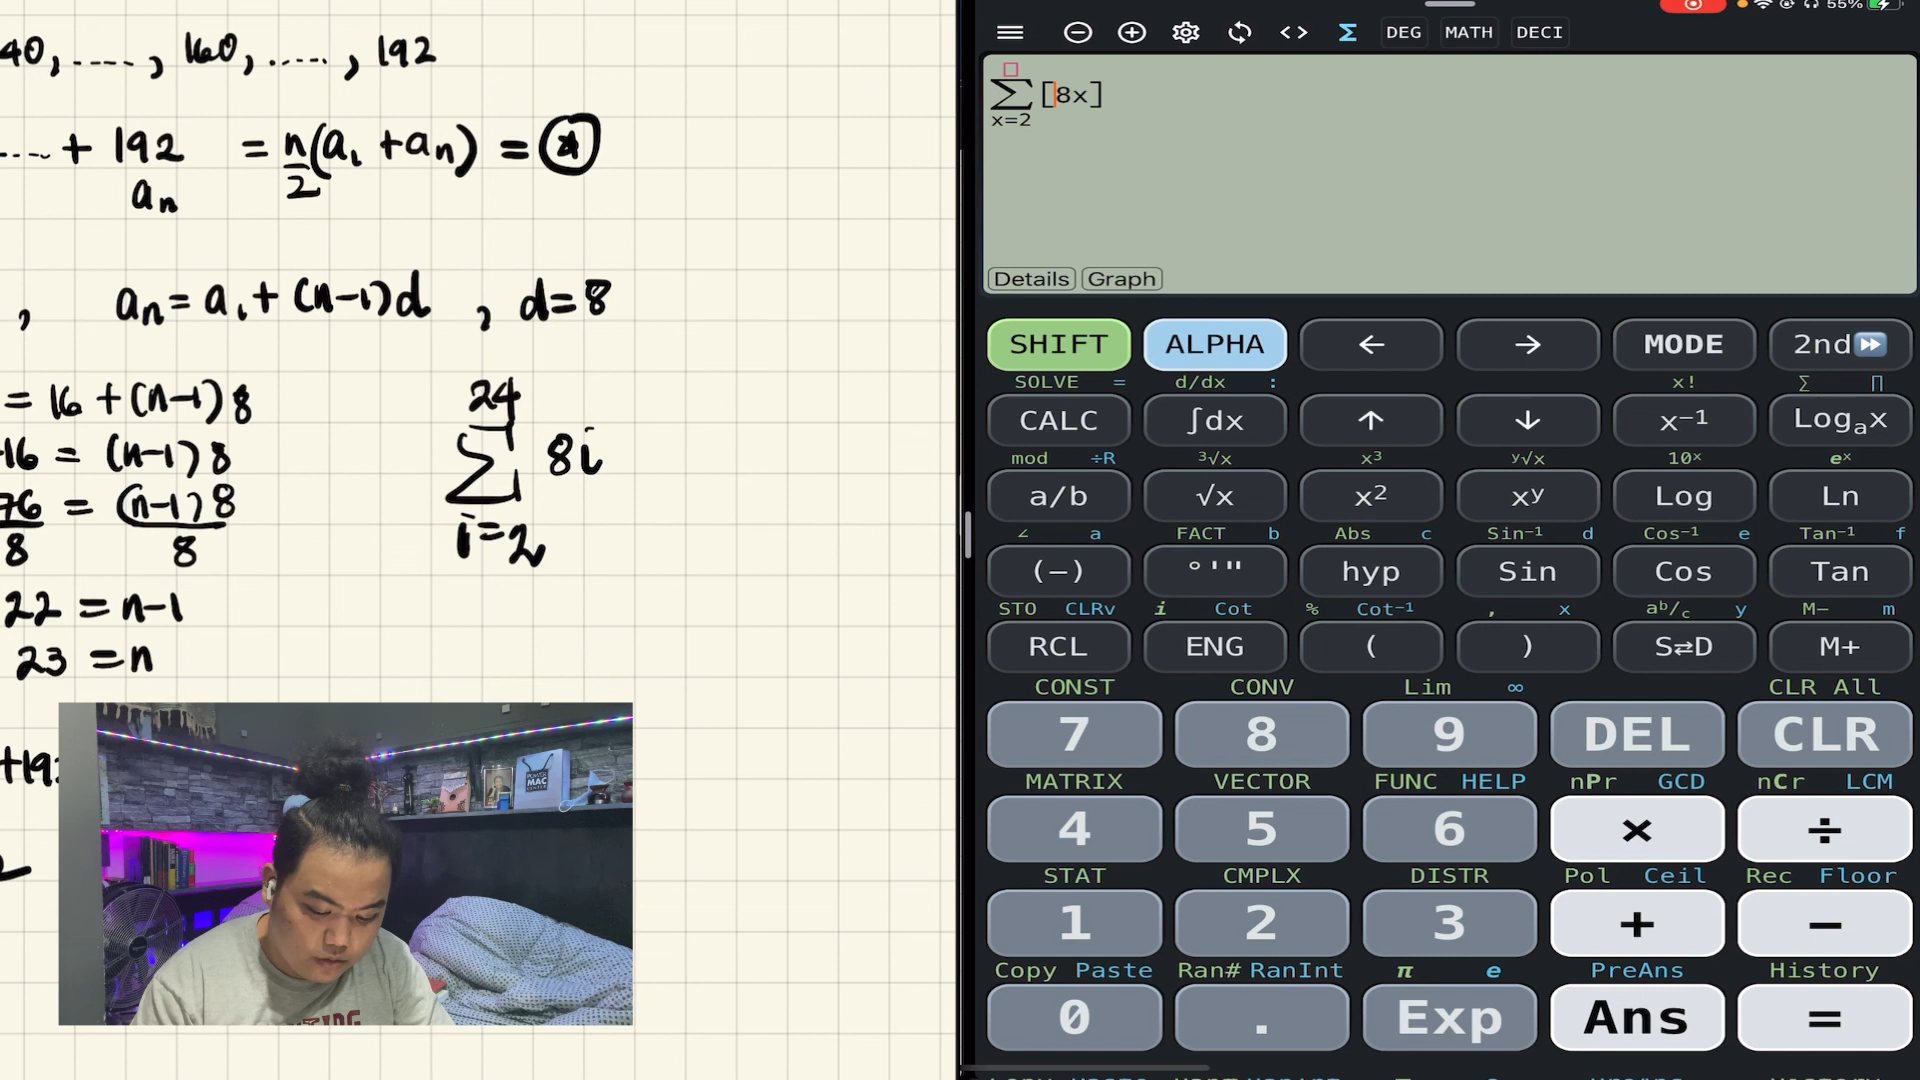 40, ...., 160, ....., 192
....+ 192 = n/2 (a₁ + aₙ) = ⊛
aₙ
, aₙ = a₁ + (n-1)d , d=8
= 16 + (n-1)8
-16 = (n-1)8
76/8 = (n-1)8/8
22 = n-1
23 = n
24
∑ 8i
i=2
+19
55%
DEG MATH DECI
∑ [8x]
x=2
Details Graph
SHIFT ALPHA ← → MODE 2nd
SOLVE = d/dx : x! ∑ ∏
CALC ∫dx ↑ ↓ x⁻¹ Logₐx
mod ÷R ³√x x³ ʸ√x 10ˣ eˣ
a/b √x x² xʸ Log Ln
∠ a FACT b Abs c Sin⁻¹ d Cos⁻¹ e Tan⁻¹ f
(−) °'" hyp Sin Cos Tan
STO CLRv i Cot % Cot⁻¹ , x aᵇ/c y M− m
RCL ENG ( ) S⇄D M+
CONST CONV Lim ∞ CLR All
7 8 9 DEL CLR
MATRIX VECTOR FUNC HELP nPr GCD nCr LCM
4 5 6 × ÷
STAT CMPLX DISTR Pol Ceil Rec Floor
1 2 3 + −
Copy Paste Ran# RanInt π e PreAns History
0 . Exp Ans =
POWER
MAC
CENTER